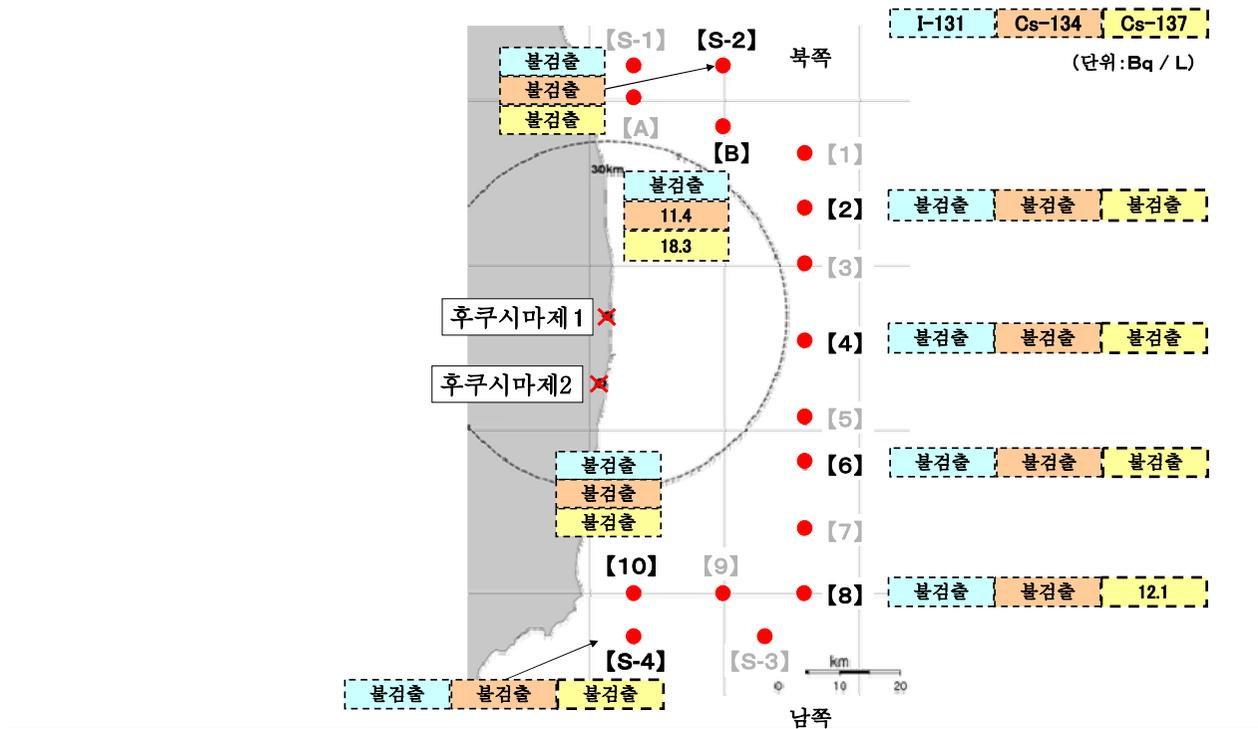 I-131 Cs-134 Cs-137
(단위:Bq / L)
【S-1】 【S-2】 북쪽
불검출
불검출
불검출
【A】
【B】
【1】
30km
불검출
11.4
18.3
【2】 불검출 불검출 불검출
【3】
후쿠시마제1
【4】 불검출 불검출 불검출
후쿠시마제2
【5】
불검출
불검출
불검출
【6】 불검출 불검출 불검출
【7】
【10】 【9】
【8】 불검출 불검출 12.1
【S-4】 【S-3】
km
0 10 20
불검출 불검출 불검출
남쪽